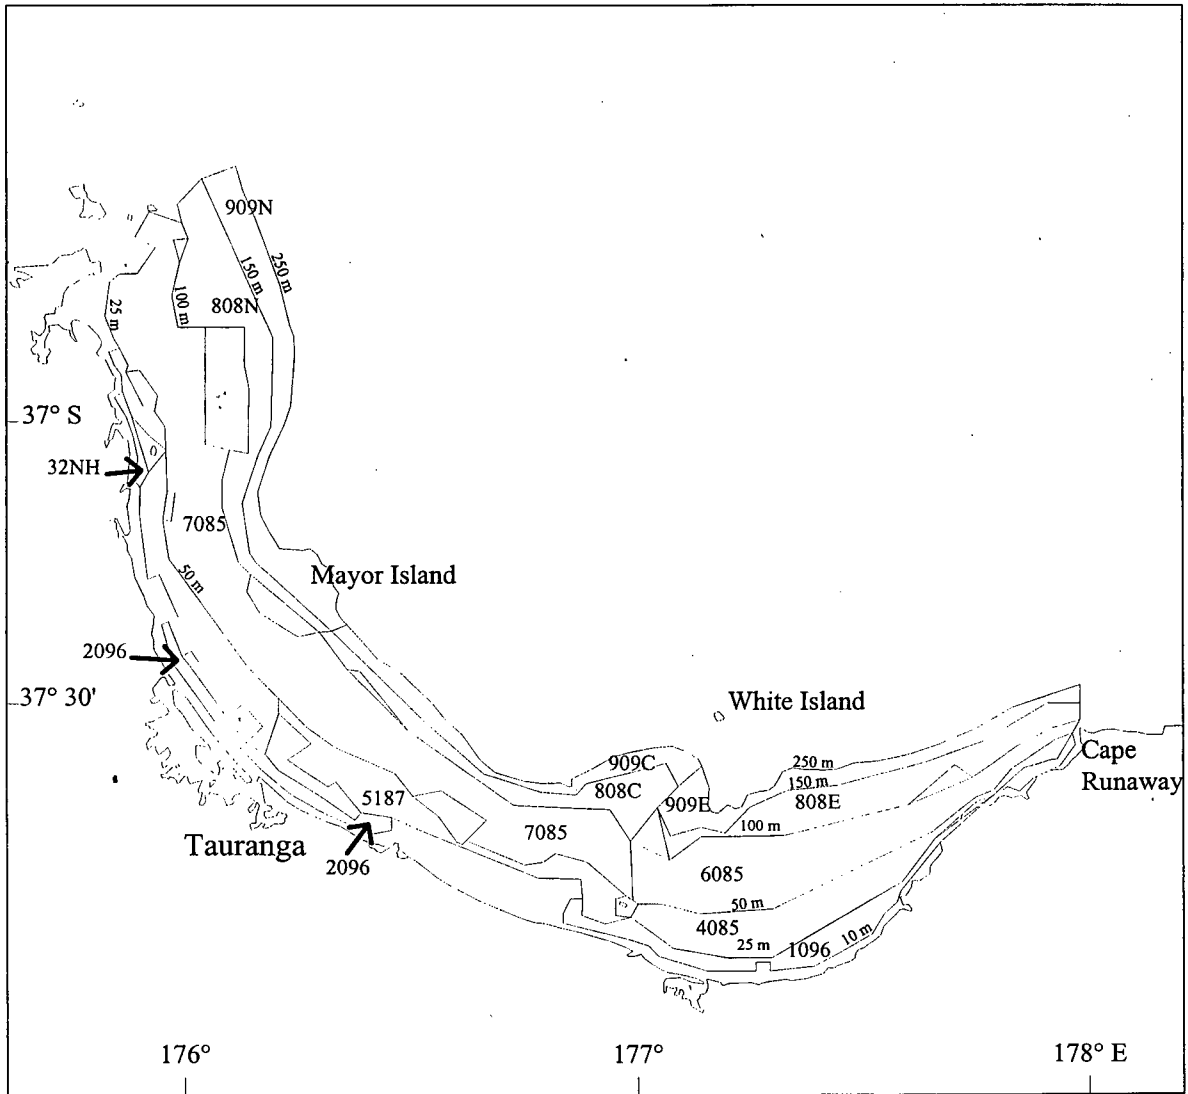 909N
250 m
150 m
100 m
808N
25 m
37° S
32NH
7085
Mayor Island
50 m
2096
37° 30'
White Island
909C
250 m
Cape
Runaway
808C
150 m
909E
808E
5187
100 m
7085
Tauranga
2096
6085
50 m
4085
25 m
1096
10 m
176°
177°
178° E